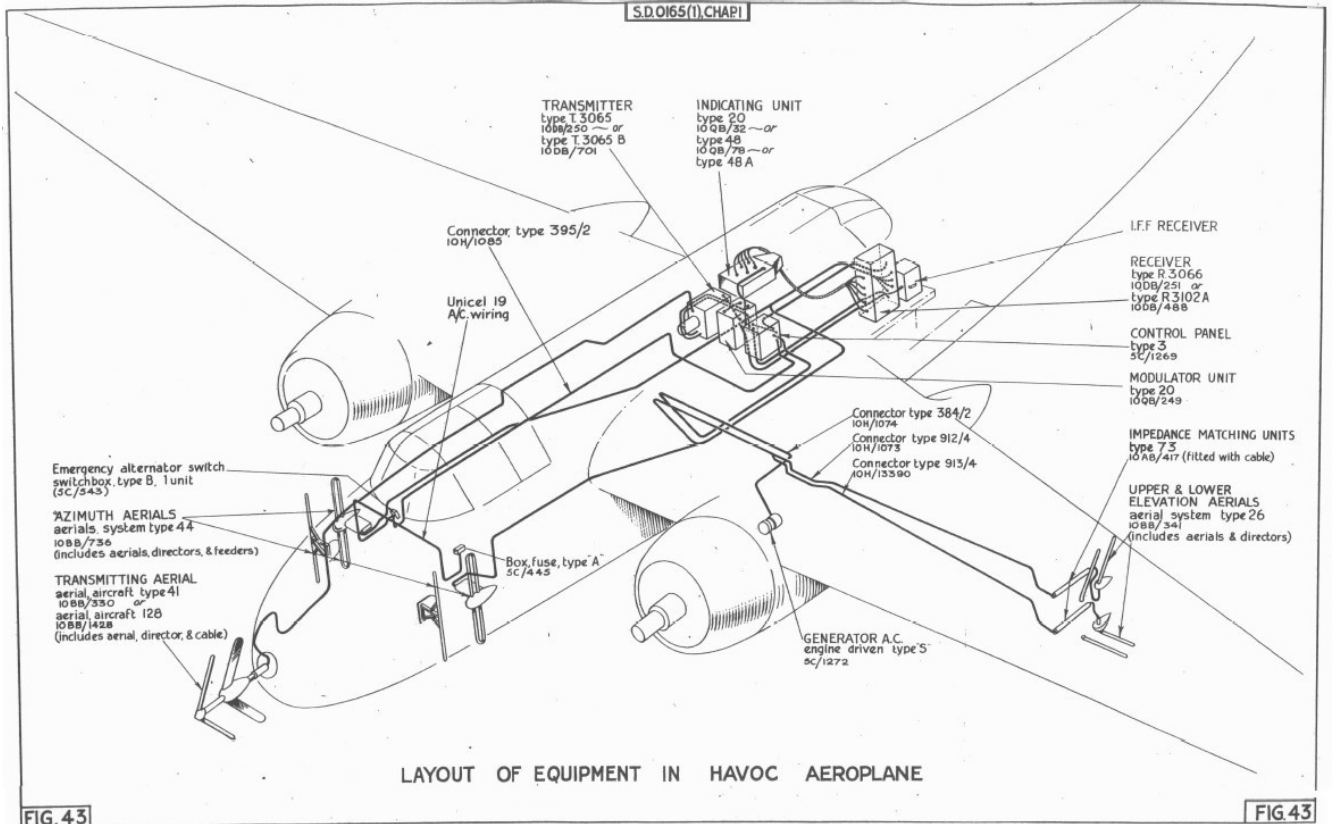 S.D.0165(1),CHAP1
TRANSMITTER
type T.3065
10DB/250 ~ or
type T.3065 B
10DB/701
INDICATING UNIT
type 20
10QB/32 ~ or
type 48
10QB/78 ~ or
type 48A
Connector, type 395/2
10H/1085
Unicel 19
A/C. wiring
I.F.F RECEIVER
RECEIVER
type R.3066
10DB/251 or
type R3102A
10DB/488
CONTROL PANEL
type 3
5C/1269
MODULATOR UNIT
type 20
10QB/249
Connector type 384/2
10H/1074
Connector type 912/4
10H/1073
Connector type 913/4
10H/13390
IMPEDANCE MATCHING UNITS
type 73
10AB/417 (fitted with cable)
UPPER & LOWER
ELEVATION AERIALS
aerial system type 26
10BB/341
(includes aerials & directors)
Emergency alternator switch
switchbox, type B, 1 unit
(5C/543)
AZIMUTH AERIALS
aerials, system type 44
10BB/736
(includes aerials, directors, & feeders)
TRANSMITTING AERIAL
aerial, aircraft type 41
10BB/330 or
aerial, aircraft 128
10BB/1428
(includes aerial, director, & cable)
Box, fuse, type "A"
5C/445
GENERATOR A.C.
engine driven type "S"
5C/1272
LAYOUT OF EQUIPMENT IN HAVOC AEROPLANE
FIG. 43
FIG. 43